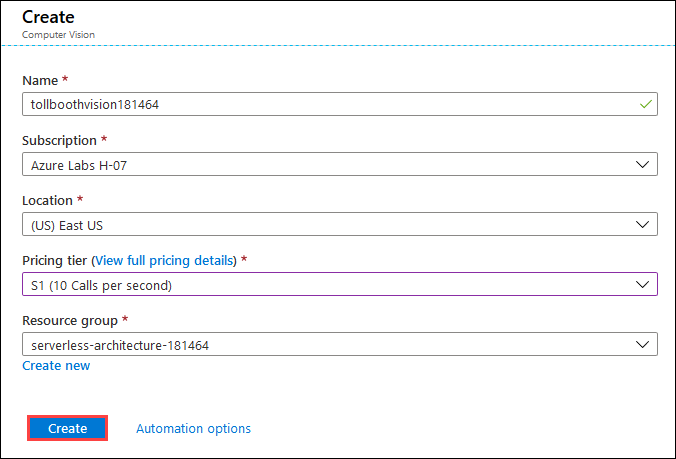 Create
Computer Vision
Name *
tollboothvision181464
Subscription *
Azure Labs H-07
Location *
(US) East US
Pricing tier (View full pricing details) *
S1 (10 Calls per second)
Resource group *
serverless-architecture-181464
Create new
Create Automation options